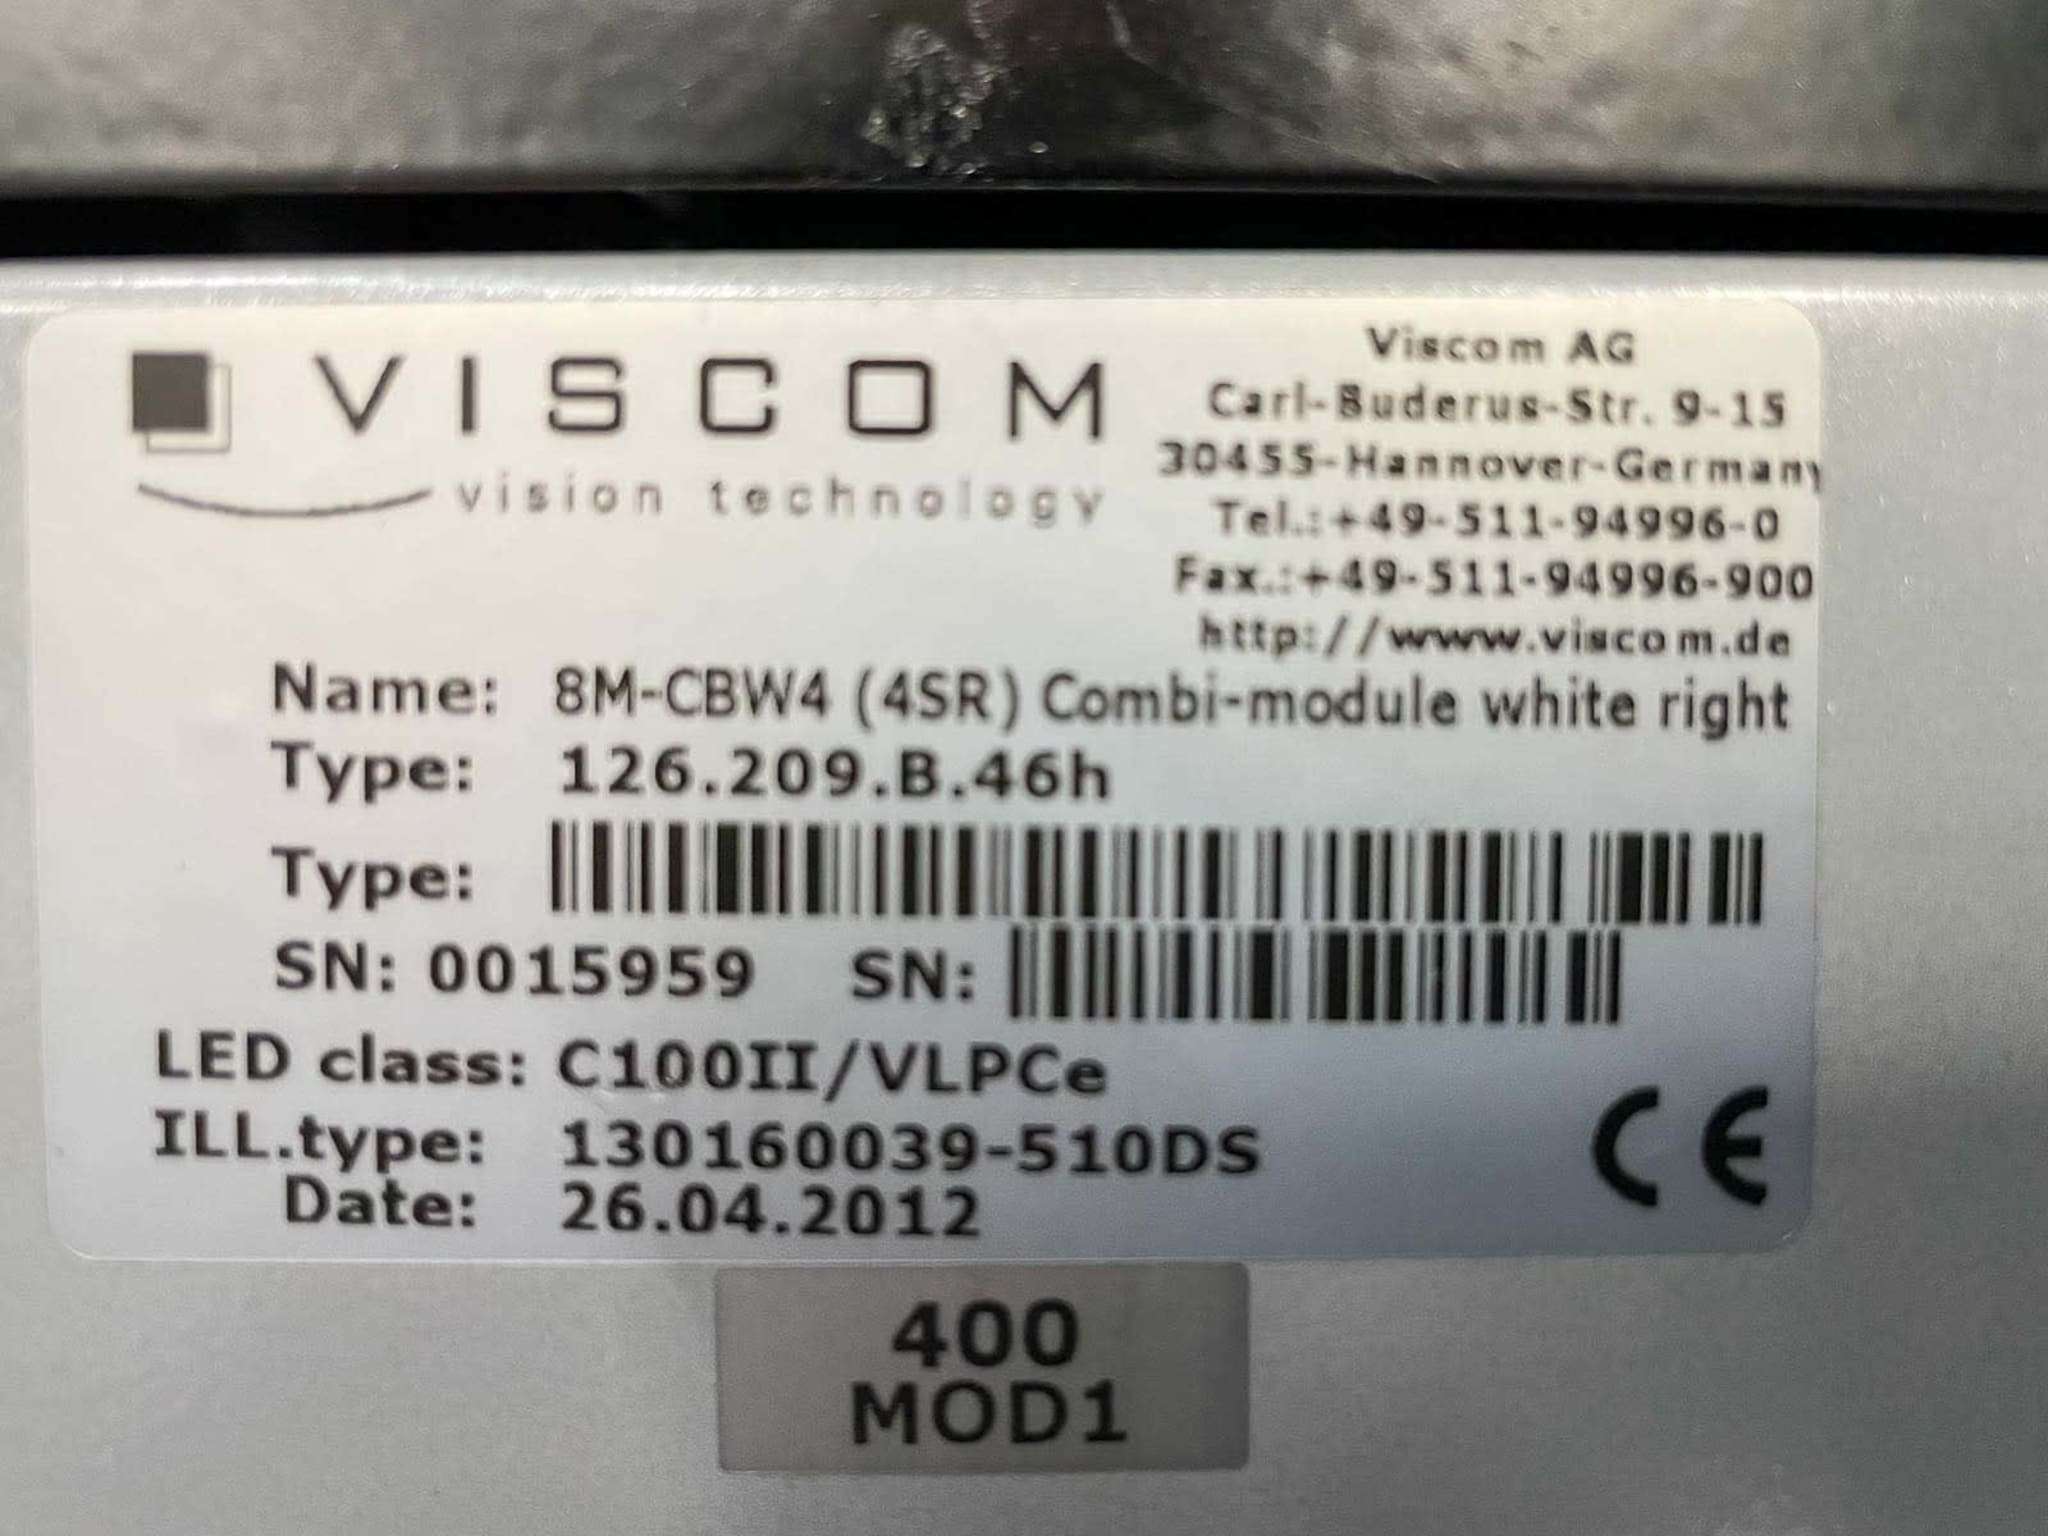 VISCOM
vision technology
Viscom AG
Carl-Buderus-Str. 9-15
30455-Hannover-Germany
Tel.:+49-511-94996-0
Fax.:+49-511-94996-900
http://www.viscom.de
Name: 8M-CBW4 (4SR) Combi-module white right
Type: 126.209.B.46h
Type:
SN: 0015959 SN:
LED class: C100II/VLPCe
ILL.type: 130160039-510DS
Date: 26.04.2012
CE
400
MOD1